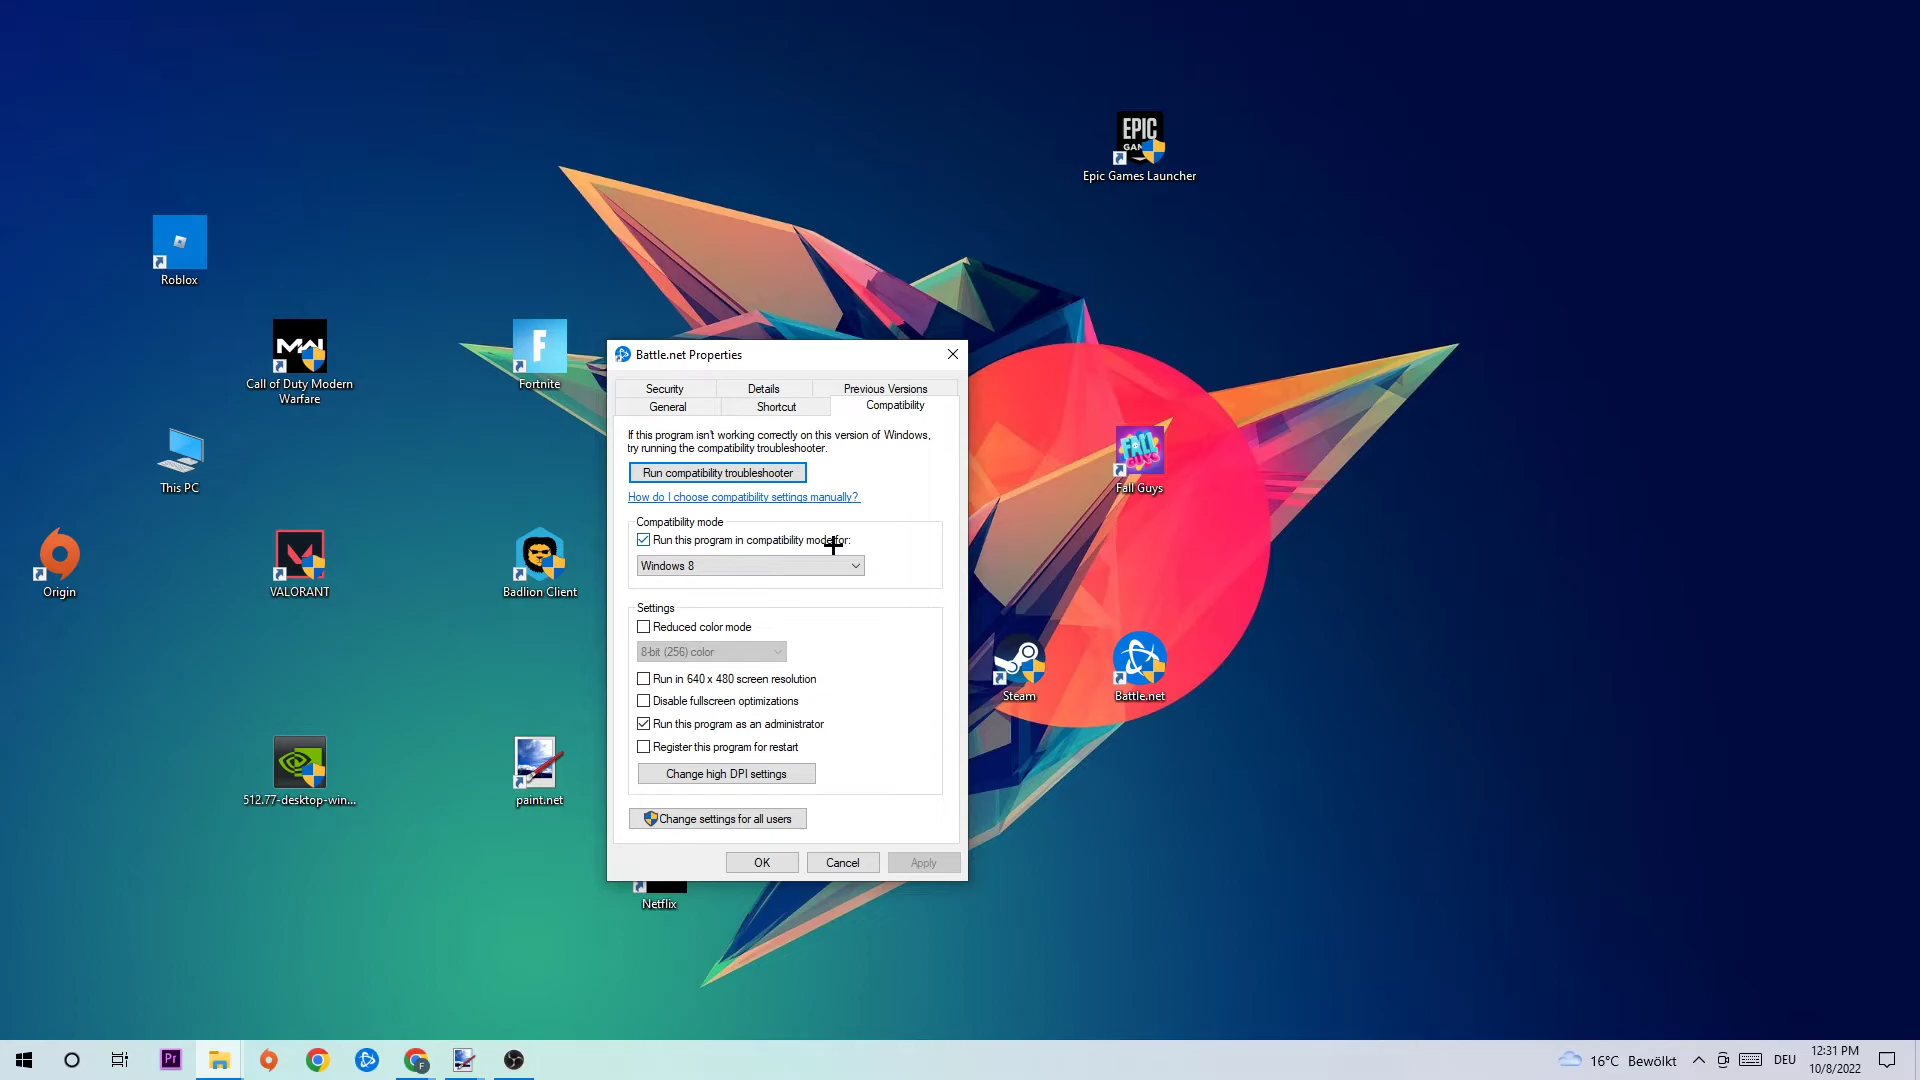 EPIC
GAMES
Epic Games Launcher
Roblox
MW
Call of Duty Modern
Warfare
F
Fortnite
This PC
FALL
GUYS
Fall Guys
Origin
VALORANT
Badlion Client
Steam
Battle.net
512.77-desktop-win...
paint.net
Netflix
Battle.net Properties
Security
Details
Previous Versions
General
Shortcut
Compatibility
If this program isn't working correctly on this version of Windows,
try running the compatibility troubleshooter.
Run compatibility troubleshooter
How do I choose compatibility settings manually?
Compatibility mode
Run this program in compatibility mode for:
Windows 8
Settings
Reduced color mode
8-bit (256) color
Run in 640 x 480 screen resolution
Disable fullscreen optimizations
Run this program as an administrator
Register this program for restart
Change high DPI settings
Change settings for all users
OK
Cancel
Apply
Pr
F
16°C Bewölkt
DEU
12:31 PM
10/8/2022